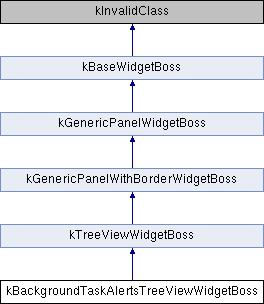 kInvalidClass
kBaseWidgetBoss
kGenericPanelWidgetBoss
kGenericPanelWithBorderWidgetBoss
kTreeViewWidgetBoss
kBackgroundTaskAlertsTreeViewWidgetBoss